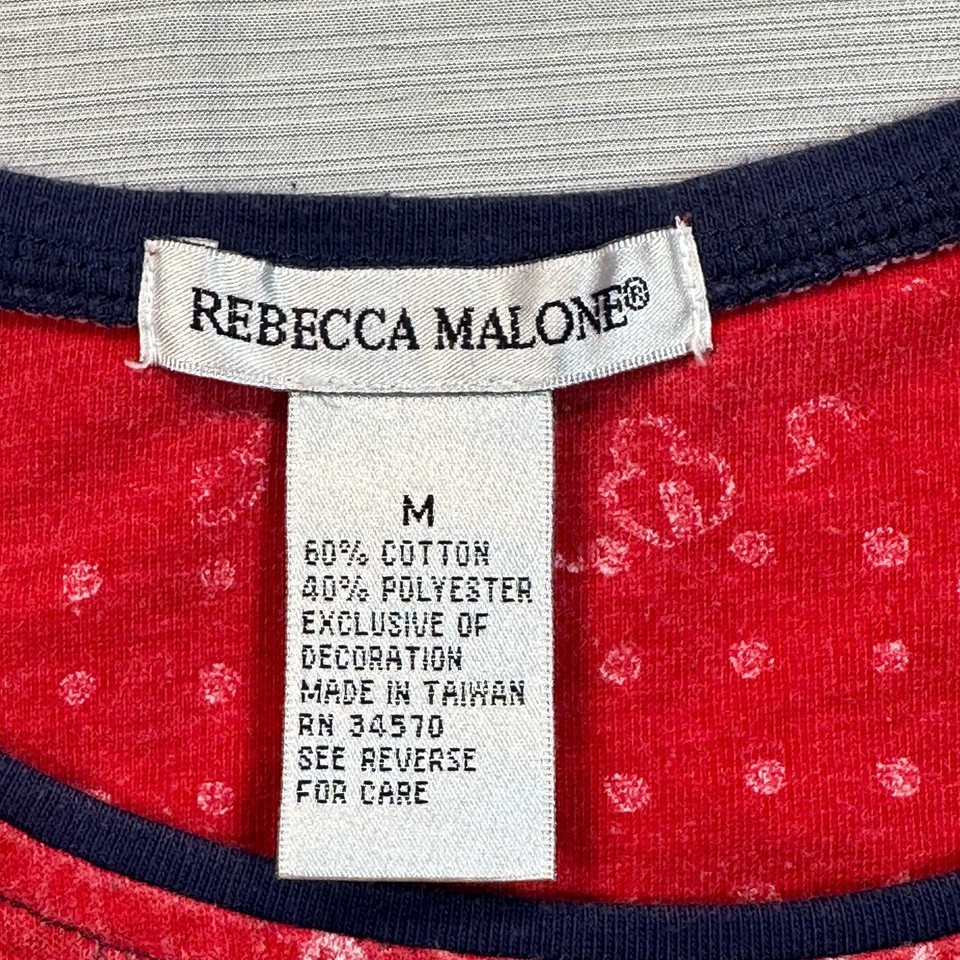 REBECCA MALONE®
M
60% COTTON
40% POLYESTER
EXCLUSIVE OF
DECORATION
MADE IN TAIWAN
RN 34570
SEE REVERSE
FOR CARE